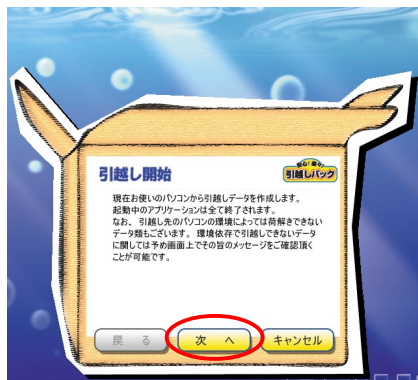 引越し開始
安心!楽々!
引越しパック
現在お使いのパソコンから引越しデータを作成します。
起動中のアプリケーションは全て終了されます。
なお、引越し先のパソコンの環境によっては荷解きできない
データ類もございます。環境依存で引越しできないデータ
に関しては予め画面上でその旨のメッセージをご確認頂く
ことが可能です。
戻 る
次 へ
キャンセル